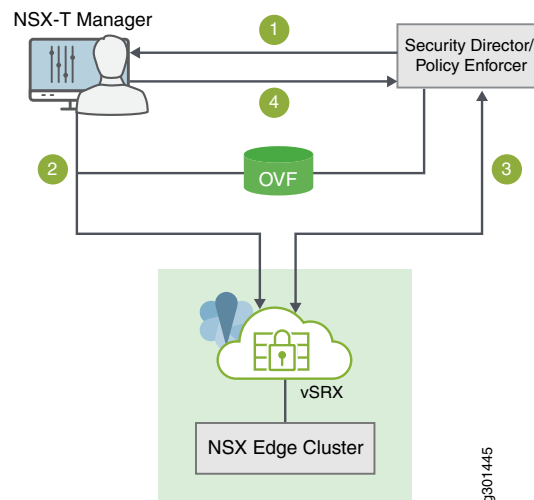 NSX-T Manager
1
Security Director/
Policy Enforcer
4
2
OVF
3
vSRX
NSX Edge Cluster
g301445